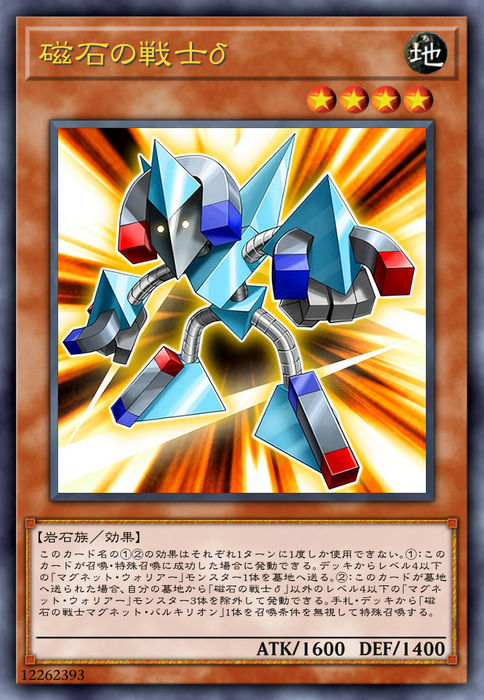 磁石の戦士δ
ち
地
【岩石族／効果】
このカード名の①②の効果はそれぞれ1ターンに1度しか使用できない。①：こ
のカードが召喚・特殊召喚に成功した場合に発動できる。デッキからレベル4以下
の「マグネット・ウォリアー」モンスター1体を墓地へ送る。②：このカードが墓地
へ送られた場合、自分の墓地から「磁石の戦士δ」以外のレベル4以下の「マグネ
ット・ウォリアー」モンスター3体を除外して発動できる。手札・デッキから「磁
石の戦士マグネット・バルキリオン」1体を召喚条件を無視して特殊召喚する。
ATK/1600 DEF/1400
12262393